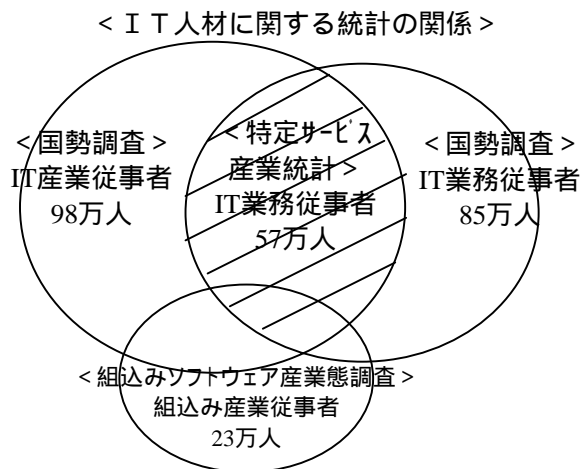 ＜ＩＴ人材に関する統計の関係＞
＜国勢調査＞
IT産業従事者
98万人
＜特定ｻｰﾋﾞｽ
産業統計＞
IT業務従事者
57万人
＜国勢調査＞
IT業務従事者
85万人
＜組込みｿﾌﾄｳｪｱ産業態調査＞
組込み産業従事者
23万人